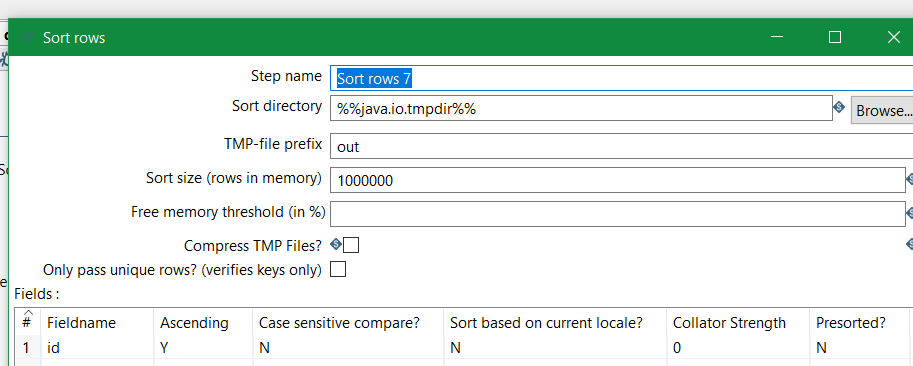 Sort rows
Step name Sort rows 7
Sort directory %%java.io.tmpdir%% Browse...
TMP-file prefix out
Sort size (rows in memory) 1000000
Free memory threshold (in %)
Compress TMP Files?
Only pass unique rows? (verifies keys only)
Fields :
# Fieldname Ascending Case sensitive compare? Sort based on current locale? Collator Strength Presorted?
1 id Y N N 0 N